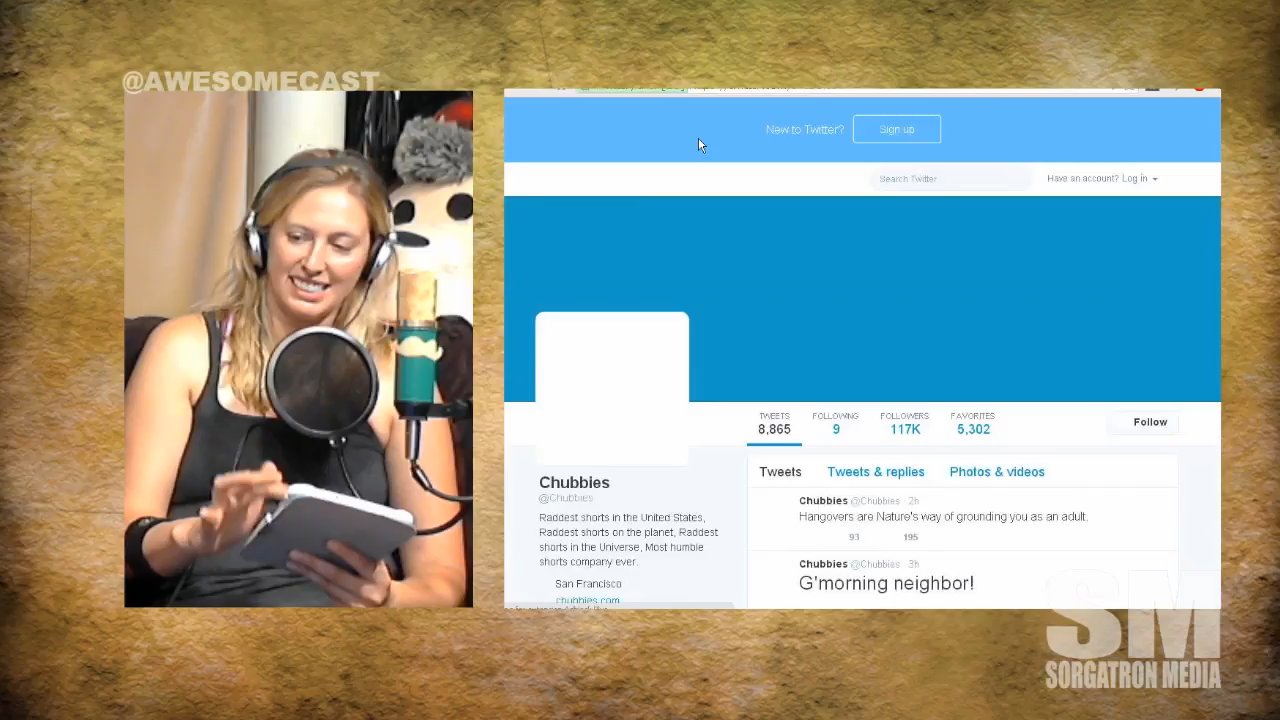 @AWESOMECAST
New to Twitter? Sign up
Search Twitter
Have an account? Log in
TWEETS FOLLOWING FOLLOWERS FAVORITES
8,865 9 117K 5,302
Follow
Tweets Tweets & replies Photos & videos
Chubbies
@Chubbies
Raddest shorts in the United States,
Raddest shorts on the planet, Raddest
shorts in the Universe, Most humble
shorts company ever.
San Francisco
chubbies.com
Chubbies @Chubbies · 2h
Hangovers are Nature's way of grounding you as an adult.
93 195
Chubbies @Chubbies · 3h
G'morning neighbor!
SM
SORGATRON MEDIA